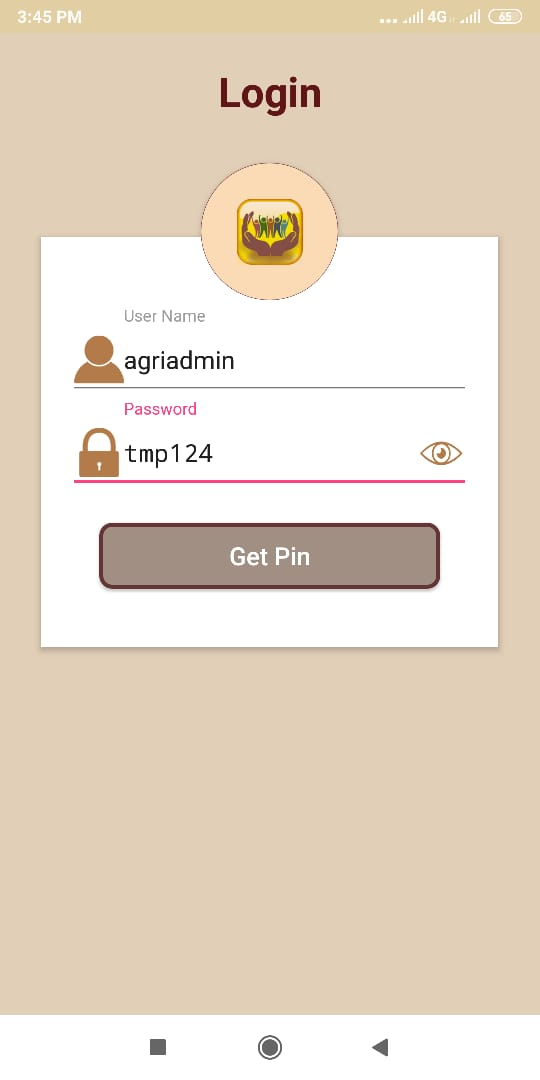 3:45 PM
4G
65
Login
User Name
agriadmin
Password
tmp124
Get Pin